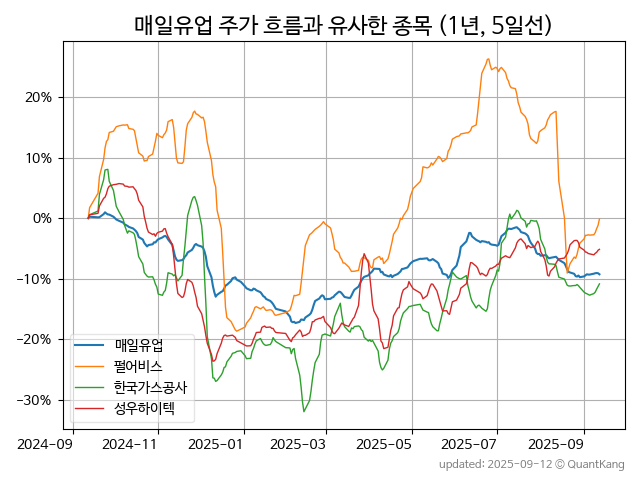 매일유업 주가 흐름과 유사한 종목 (1년, 5일선)
20%
10%
0%
−10%
−20%
−30%
매일유업
펄어비스
한국가스공사
성우하이텍
2024-09
2024-11
2025-01
2025-03
2025-05
2025-07
2025-09
updated: 2025-09-12 © QuantKang